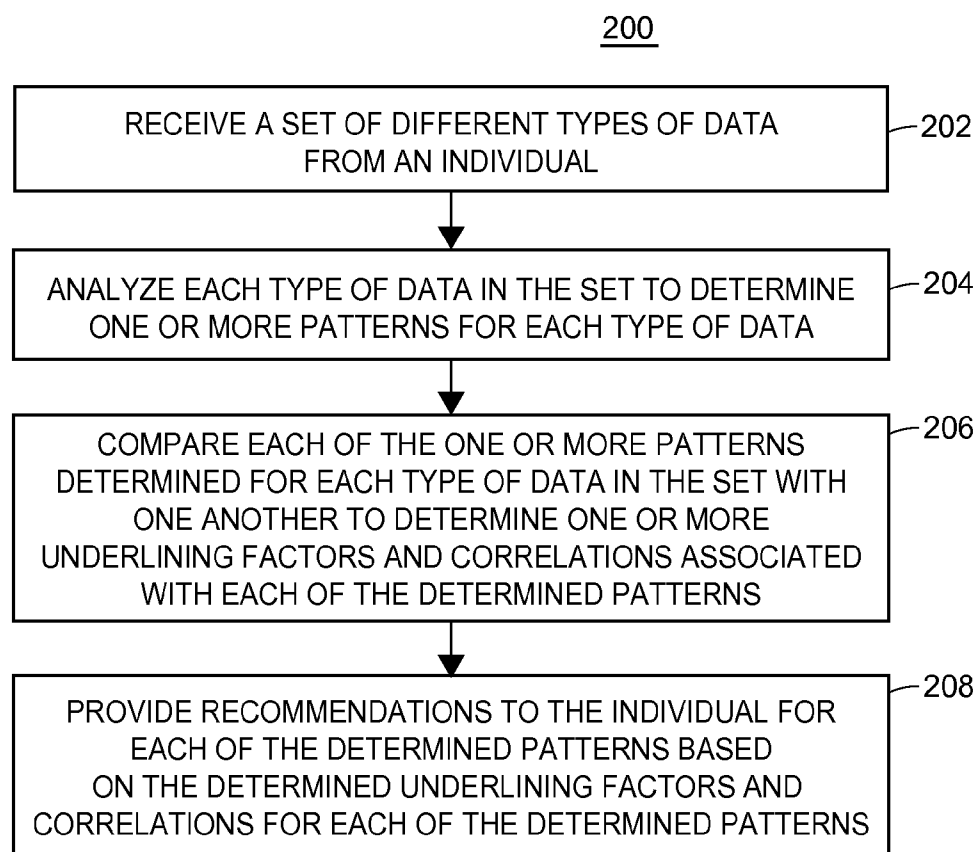 200
RECEIVE A SET OF DIFFERENT TYPES OF DATA
FROM AN INDIVIDUAL
202
ANALYZE EACH TYPE OF DATA IN THE SET TO DETERMINE
ONE OR MORE PATTERNS FOR EACH TYPE OF DATA
204
COMPARE EACH OF THE ONE OR MORE PATTERNS
DETERMINED FOR EACH TYPE OF DATA IN THE SET WITH
ONE ANOTHER TO DETERMINE ONE OR MORE
UNDERLINING FACTORS AND CORRELATIONS ASSOCIATED
WITH EACH OF THE DETERMINED PATTERNS
206
PROVIDE RECOMMENDATIONS TO THE INDIVIDUAL FOR
EACH OF THE DETERMINED PATTERNS BASED
ON THE DETERMINED UNDERLINING FACTORS AND
CORRELATIONS FOR EACH OF THE DETERMINED PATTERNS
208